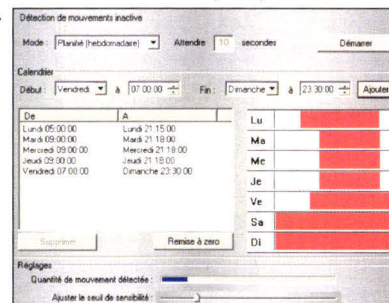 Détection de mouvements inactive
Mode : Planifié (hebdomadaire) Attendre 10 secondes Démarrer
Calendrier
Début : Vendredi à 07:00:00 Fin : Dimanche à 23:30:00 Ajouter
De A
Lundi 05:00:00 Lundi 21:15:00
Mardi 09:00:00 Mardi 21:18:00
Mercredi 09:00:00 Mercredi 21:18:00
Jeudi 09:00:00 Jeudi 21:18:00
Vendredi 07:00:00 Dimanche 23:30:00
Lu
Ma
Me
Je
Ve
Sa
Di
Supprimer Remise à zéro
Réglages
Quantité de mouvement détectée :
Ajuster le seuil de sensibilité :